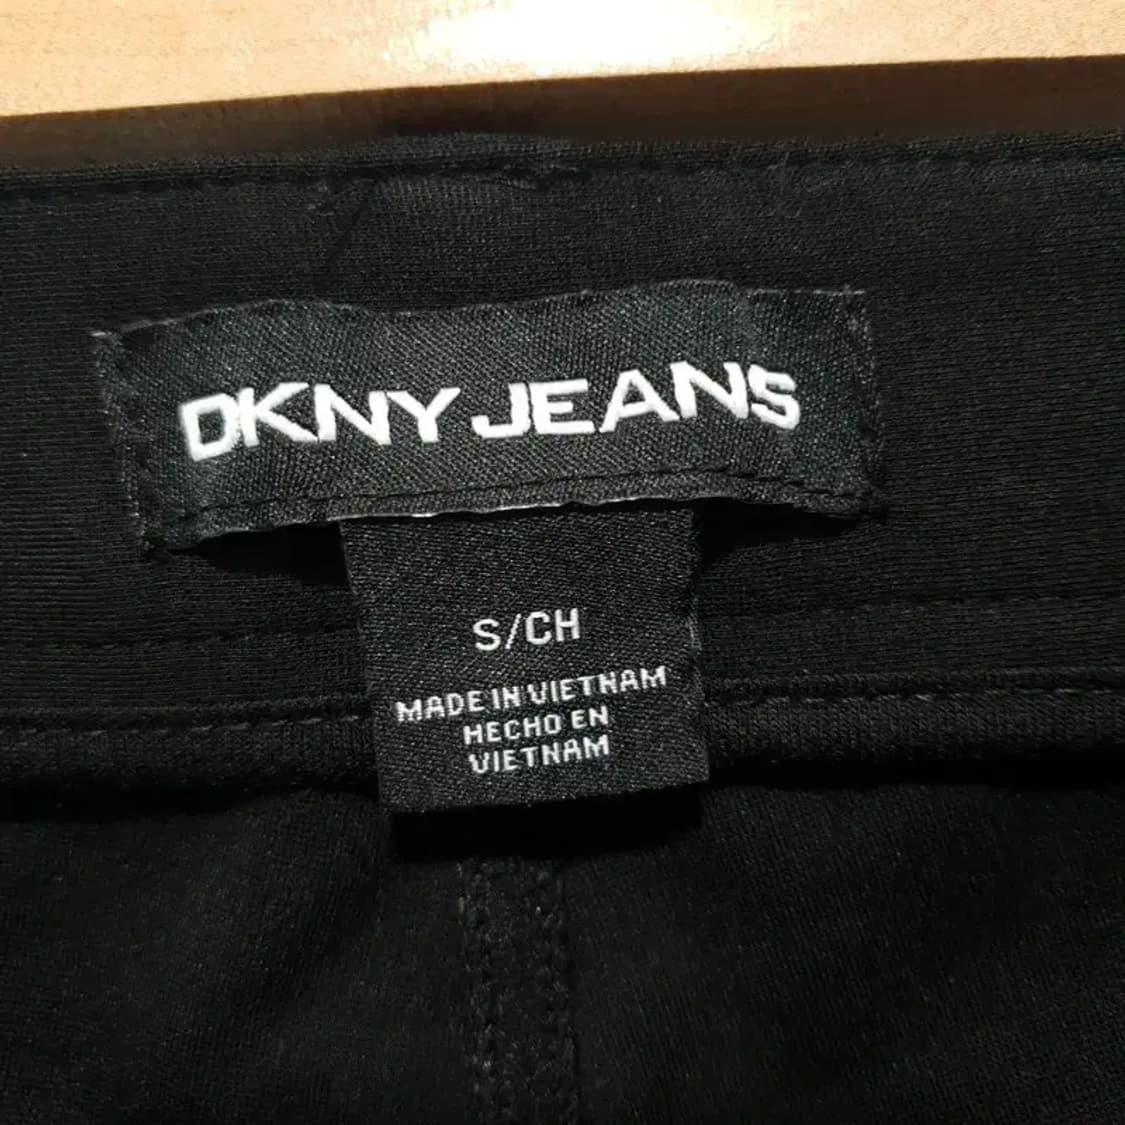 DKNY JEANS
S/CH
MADE IN VIETNAM
HECHO EN
VIETNAM